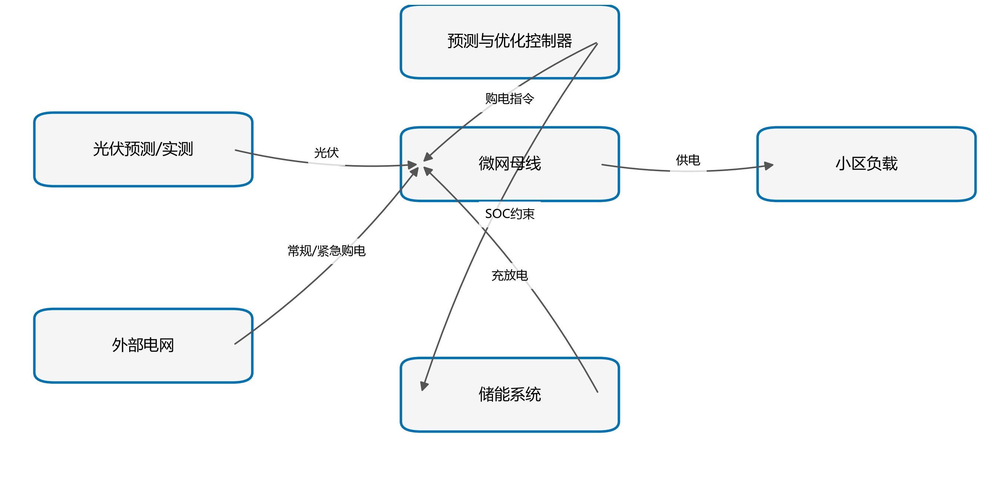 预测与优化控制器
购电指令
光伏预测/实测
光伏
微网母线
供电
小区负载
SOC约束
常规/紧急购电
充放电
外部电网
储能系统